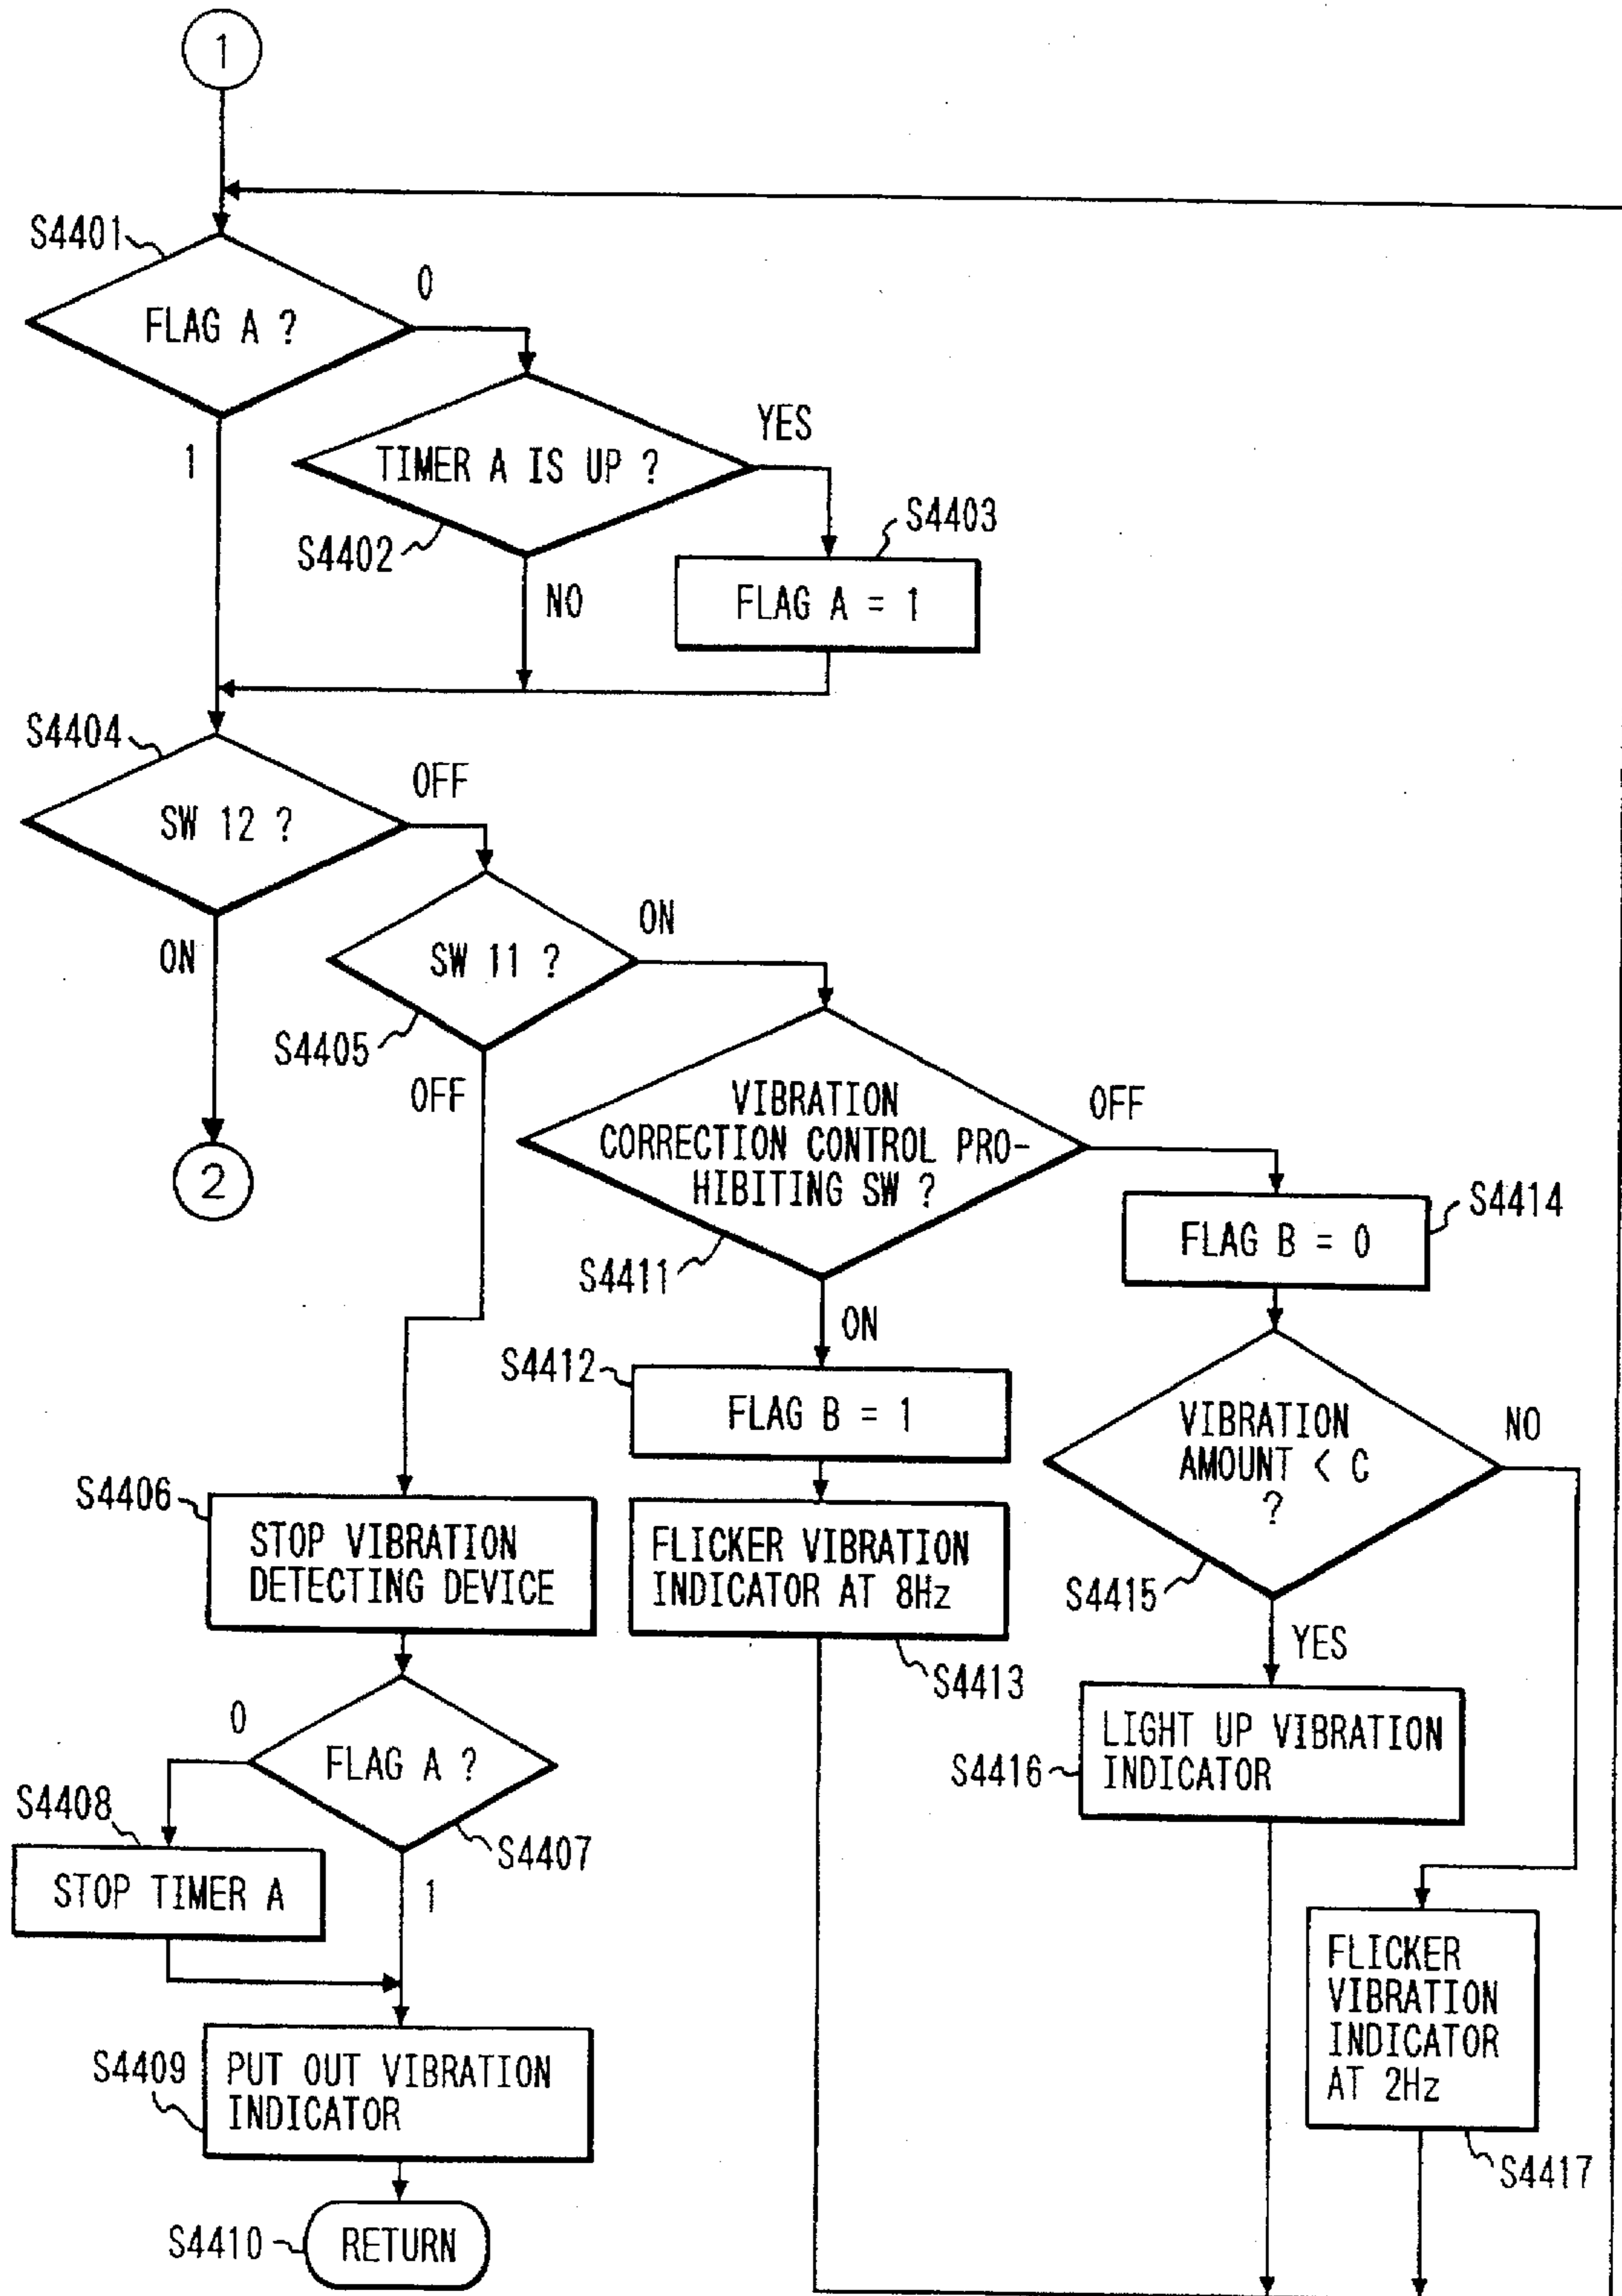 1
S4401
FLAG A ?
0
1
TIMER A IS UP ?
YES
S4402
NO
S4403
FLAG A = 1
S4404
SW 12 ?
OFF
ON
2
SW 11 ?
ON
S4405
OFF
VIBRATION
CORRECTION CONTROL PRO-
HIBITING SW ?
OFF
S4411
ON
S4414
FLAG B = 0
S4412
FLAG B = 1
VIBRATION
AMOUNT < C
?
NO
S4415
YES
S4406
STOP VIBRATION
DETECTING DEVICE
FLICKER VIBRATION
INDICATOR AT 8Hz
S4413
LIGHT UP VIBRATION
INDICATOR
S4416
0
FLAG A ?
S4407
1
S4408
STOP TIMER A
FLICKER
VIBRATION
INDICATOR
AT 2Hz
S4417
S4409
PUT OUT VIBRATION
INDICATOR
S4410
RETURN